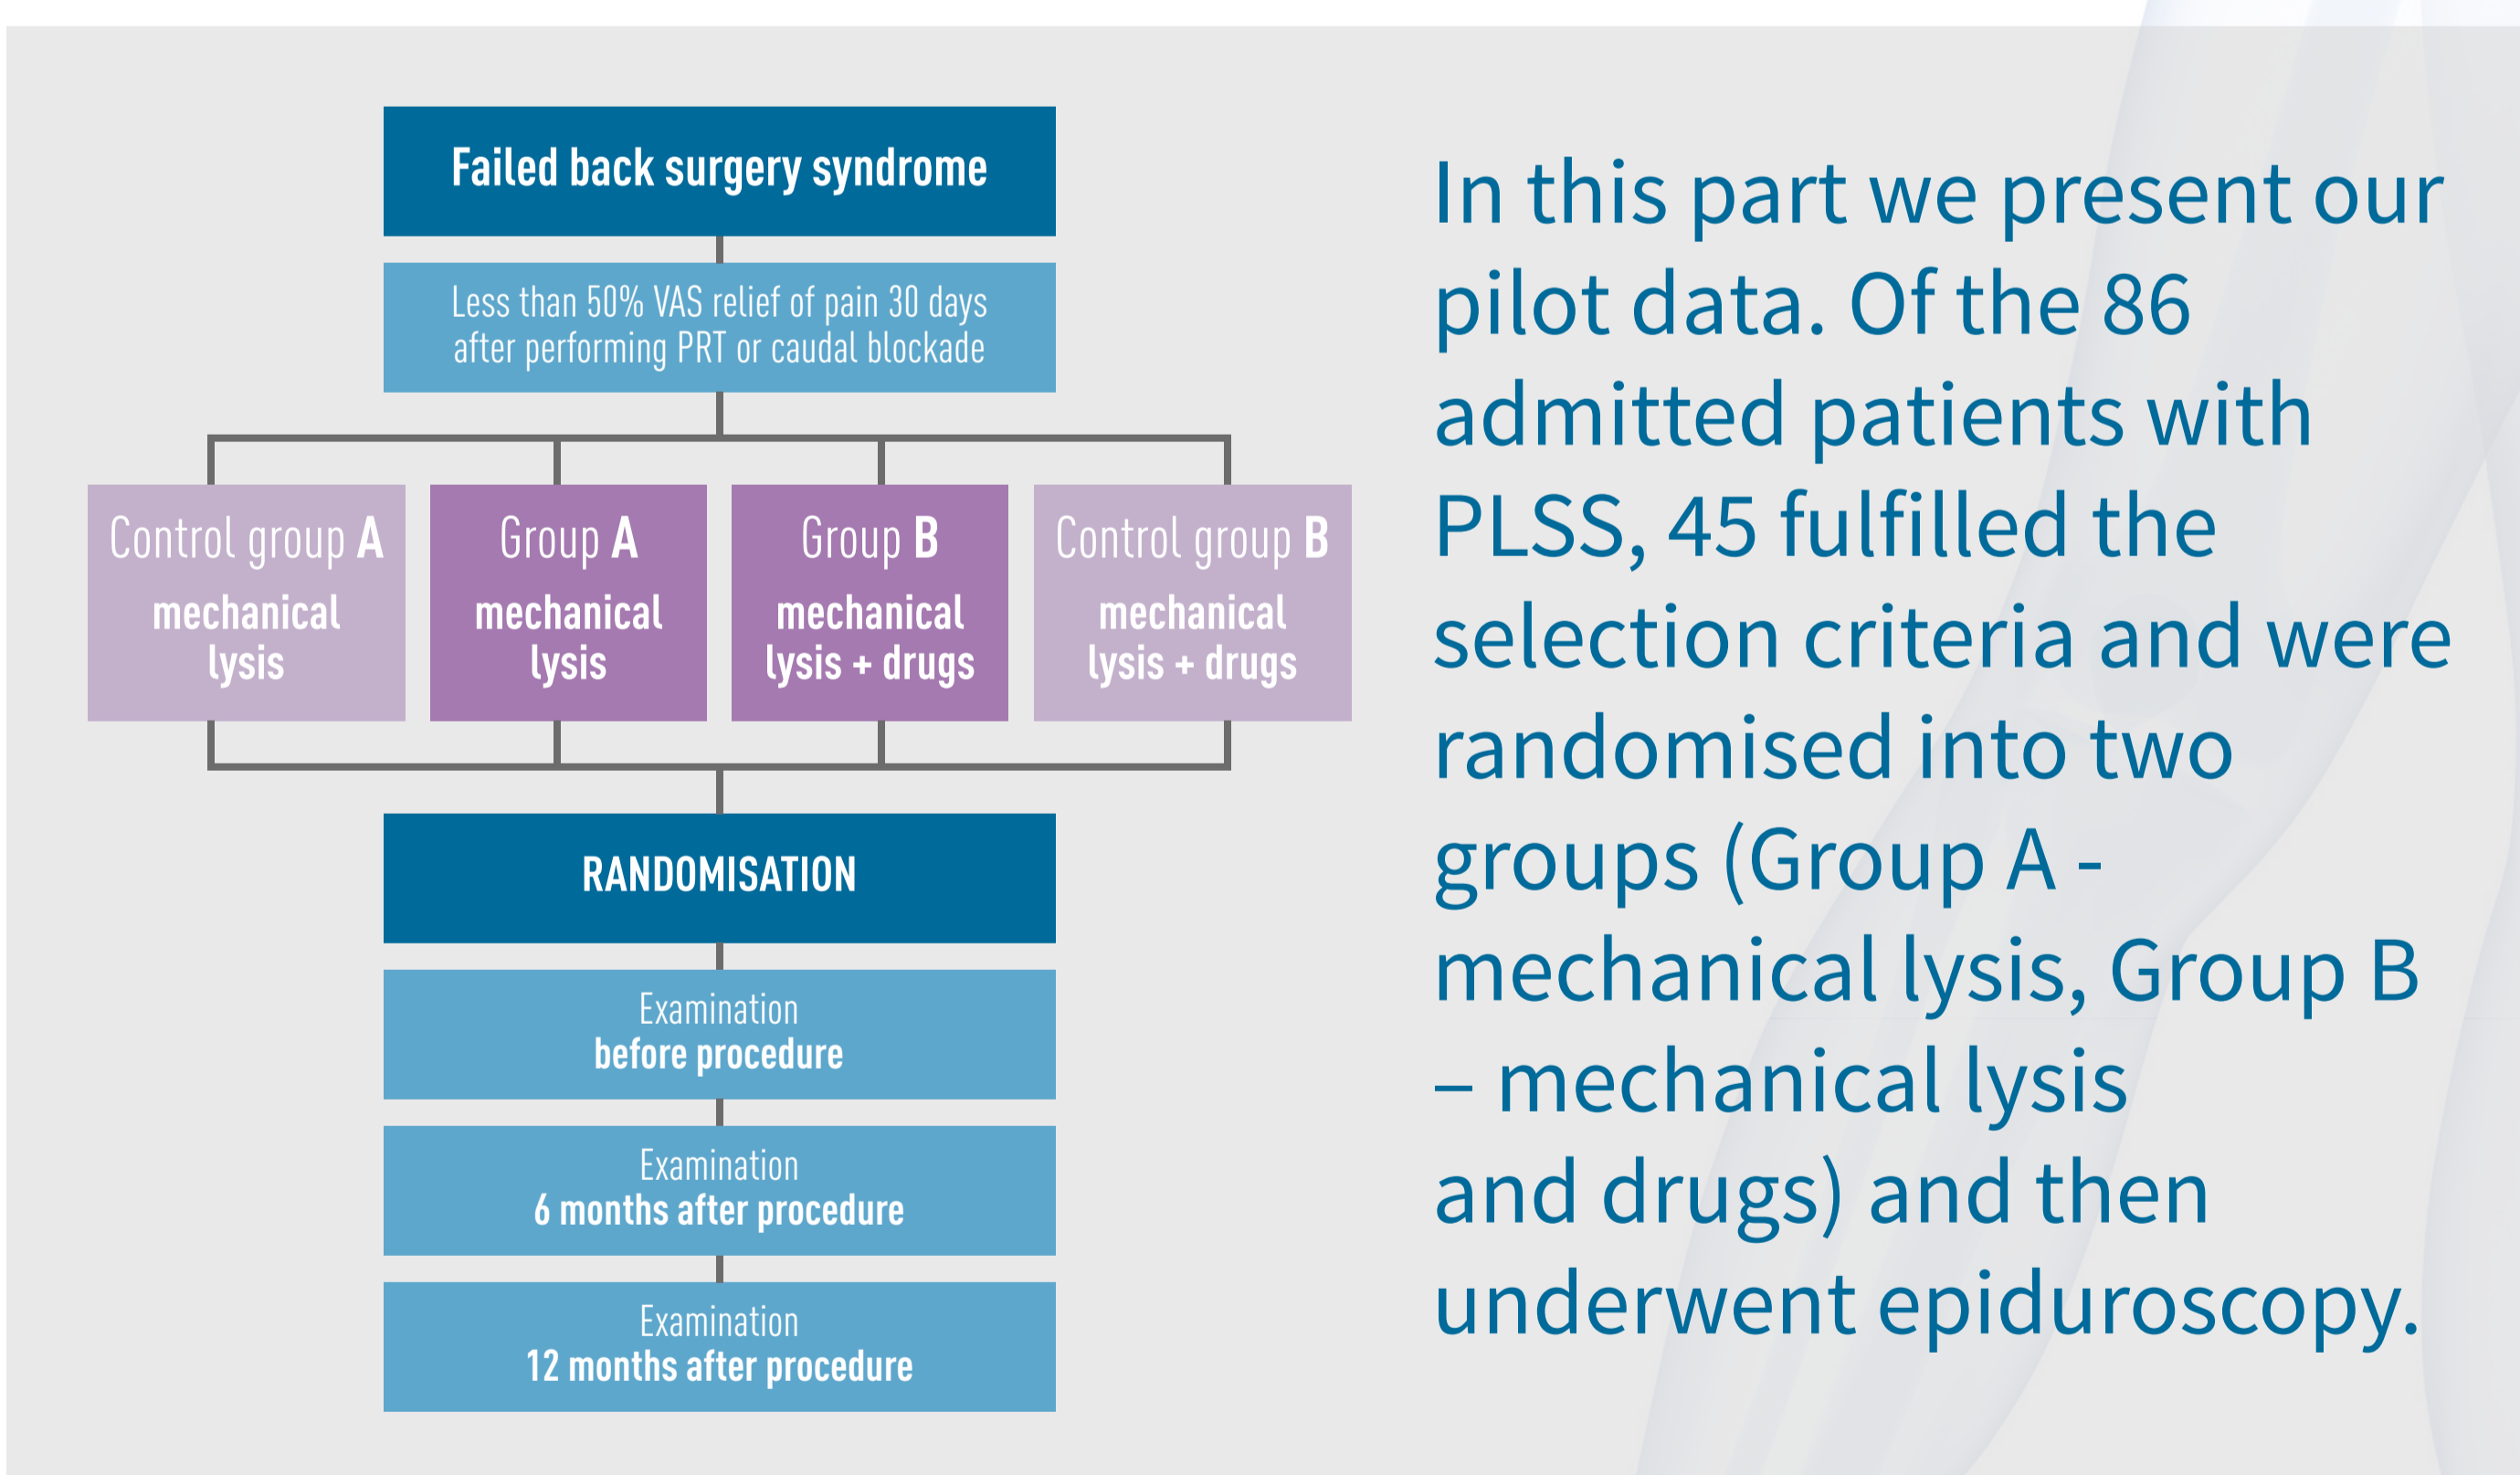 Failed back surgery syndrome
Less than 50% VAS relief of pain 30 days
after performing PRT or caudal blockade
Control group A
mechanical
lysis
Group A
mechanical
lysis
Group B
mechanical
lysis + drugs
Control group B
mechanical
lysis + drugs
RANDOMISATION
Examination
before procedure
Examination
6 months after procedure
Examination
12 months after procedure
In this part we present our
pilot data. Of the 86
admitted patients with
PLSS, 45 fulfilled the
selection criteria and were
randomised into two
groups (Group A -
mechanical lysis, Group B
– mechanical lysis
and drugs) and then
underwent epiduroscopy.